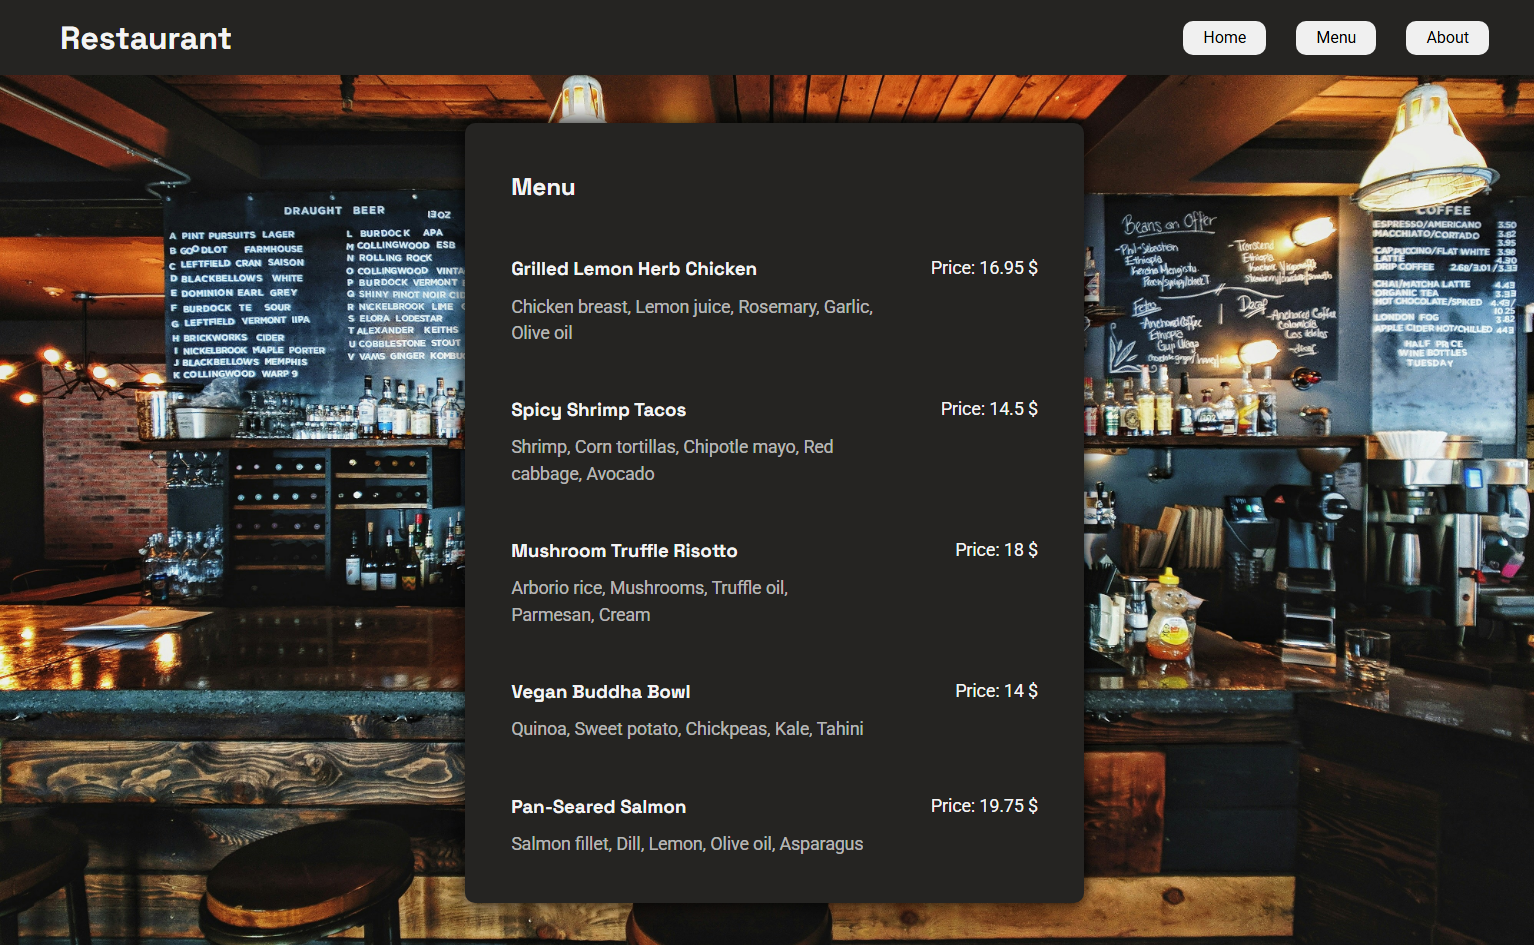 Restaurant
Home
Menu
About
Menu
Grilled Lemon Herb Chicken
Price: 16.95 $
Chicken breast, Lemon juice, Rosemary, Garlic,
Olive oil
Spicy Shrimp Tacos
Price: 14.5 $
Shrimp, Corn tortillas, Chipotle mayo, Red
cabbage, Avocado
Mushroom Truffle Risotto
Price: 18 $
Arborio rice, Mushrooms, Truffle oil,
Parmesan, Cream
Vegan Buddha Bowl
Price: 14 $
Quinoa, Sweet potato, Chickpeas, Kale, Tahini
Pan-Seared Salmon
Price: 19.75 $
Salmon fillet, Dill, Lemon, Olive oil, Asparagus
DRAUGHT BEER
13OZ
A PINT PURSUITS LAGER
B GOODLOT FARMHOUSE
C LEFTFIELD CRAN SAISON
D BLACKBELLOWS WHITE
E DOMINION EARL GREY
F BURDOCK TE SOUR
G LEFTFIELD VERMONT IIPA
H BRICKWORKS CIDER
I NICKELBROOK MAPLE PORTER
J BLACKBELLOWS MEMPHIS
K COLLINGWOOD WARP 9
L BURDOCK APA
M COLLINGWOOD ESB
N ROLLING ROCK
O COLLINGWOOD VINTA
P BURDOCK VERMONT
Q SHINY PINOT NOIR CID
R NICKELBROOK LIME
S ELORA LODESTAR
T ALEXANDER KEITHS
U COBBLESTONE STOUT
V VAMS GINGER KOMBU
Beans on Offer
Ethiopia
Decaf
Colombia
COFFEE
ESPRESSO/AMERICANO 3.50
MACCHIATO/CORTADO 3.62
3.95
CAPPUCCINO/FLAT WHITE 3.98
LATTE 4.30
DRIP COFFEE 2.68/3.01/3.33
CHAI/MATCHA LATTE 4.43
ORGANIC TEA 3.33
HOT CHOCOLATE/SPIKED
10.25
LONDON FOG 3.82
APPLE CIDER HOT/CHILLED 4.43
HALF PRICE
WINE BOTTLES
TUESDAY